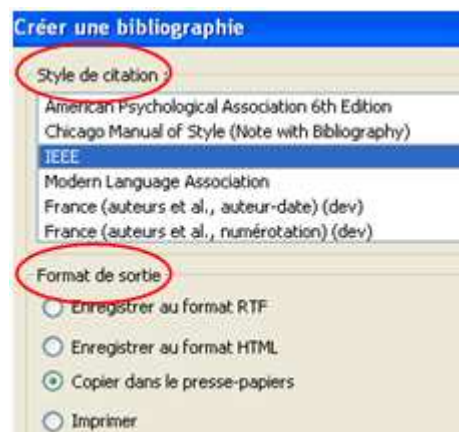 Créer une bibliographie
Style de citation :
American Psychological Association 6th Edition
Chicago Manual of Style (Note with Bibliography)
IEEE
Modern Language Association
France (auteurs et al., auteur-date) (dev)
France (auteurs et al., numérotation) (dev)
Format de sortie
Enregistrer au format RTF
Enregistrer au format HTML
Copier dans le presse-papiers
Imprimer